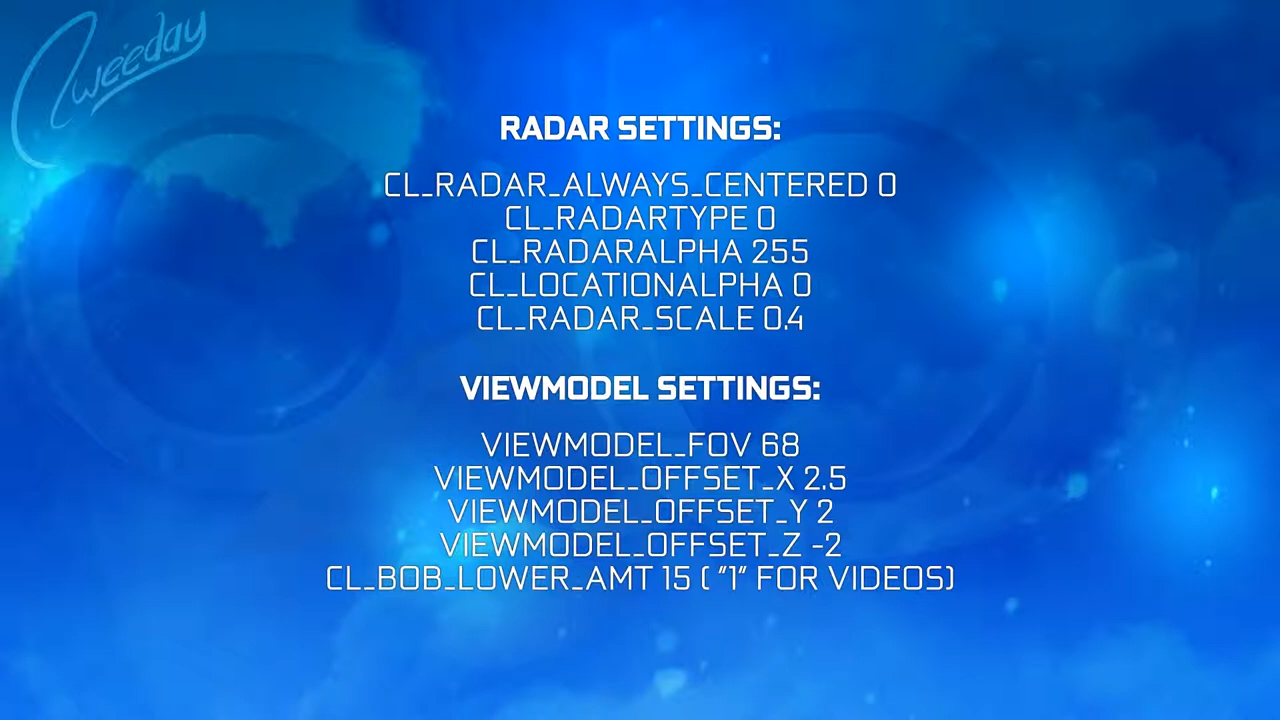 Qweeday
RADAR SETTINGS:
CL_RADAR_ALWAYS_CENTERED 0
CL_RADARTYPE 0
CL_RADARALPHA 255
CL_LOCATIONALPHA 0
CL_RADAR_SCALE 0.4
VIEWMODEL SETTINGS:
VIEWMODEL_FOV 68
VIEWMODEL_OFFSET_X 2.5
VIEWMODEL_OFFSET_Y 2
VIEWMODEL_OFFSET_Z -2
CL_BOB_LOWER_AMT 15 ( "1" FOR VIDEOS)